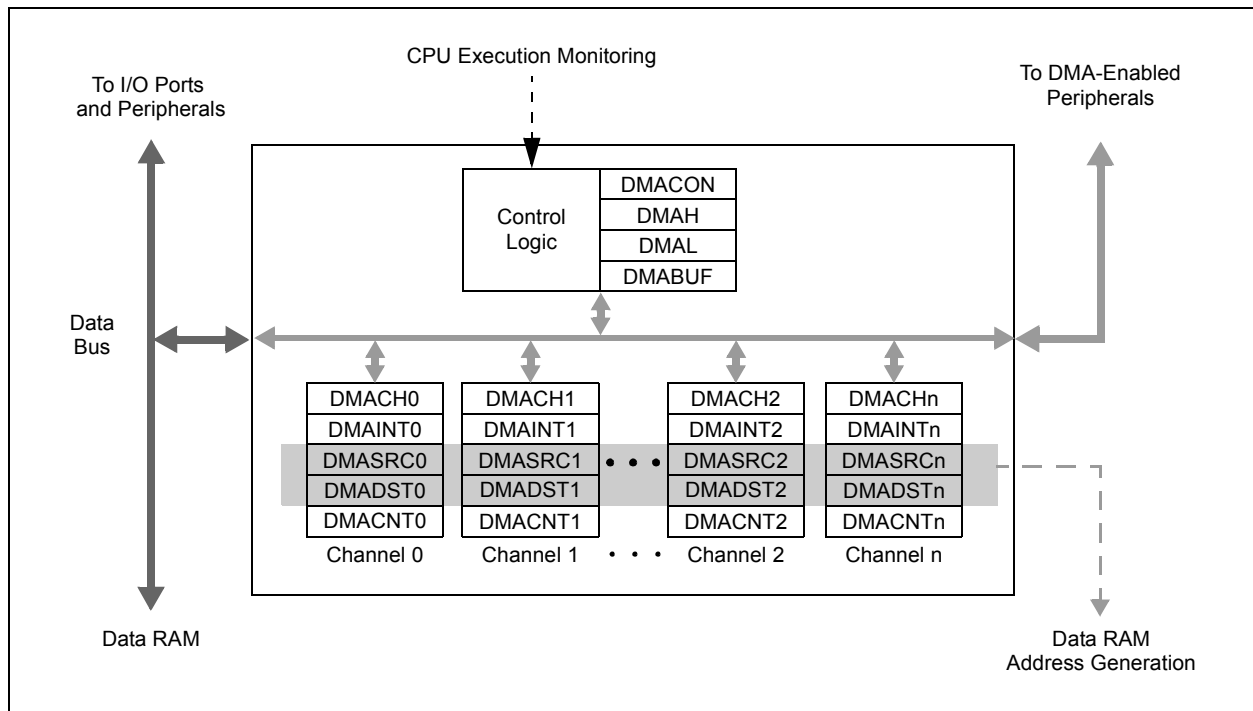 CPU Execution Monitoring
To I/O Ports
and Peripherals
To DMA-Enabled
Peripherals
Control
Logic
DMACON
DMAH
DMAL
DMABUF
Data
Bus
DMACH0
DMAINT0
DMASRC0
DMADST0
DMACNT0
Channel 0
DMACH1
DMAINT1
DMASRC1
DMADST1
DMACNT1
Channel 1
DMACH2
DMAINT2
DMASRC2
DMADST2
DMACNT2
Channel 2
DMACHn
DMAINTn
DMASRCn
DMADSTn
DMACNTn
Channel n
Data RAM
Data RAM
Address Generation